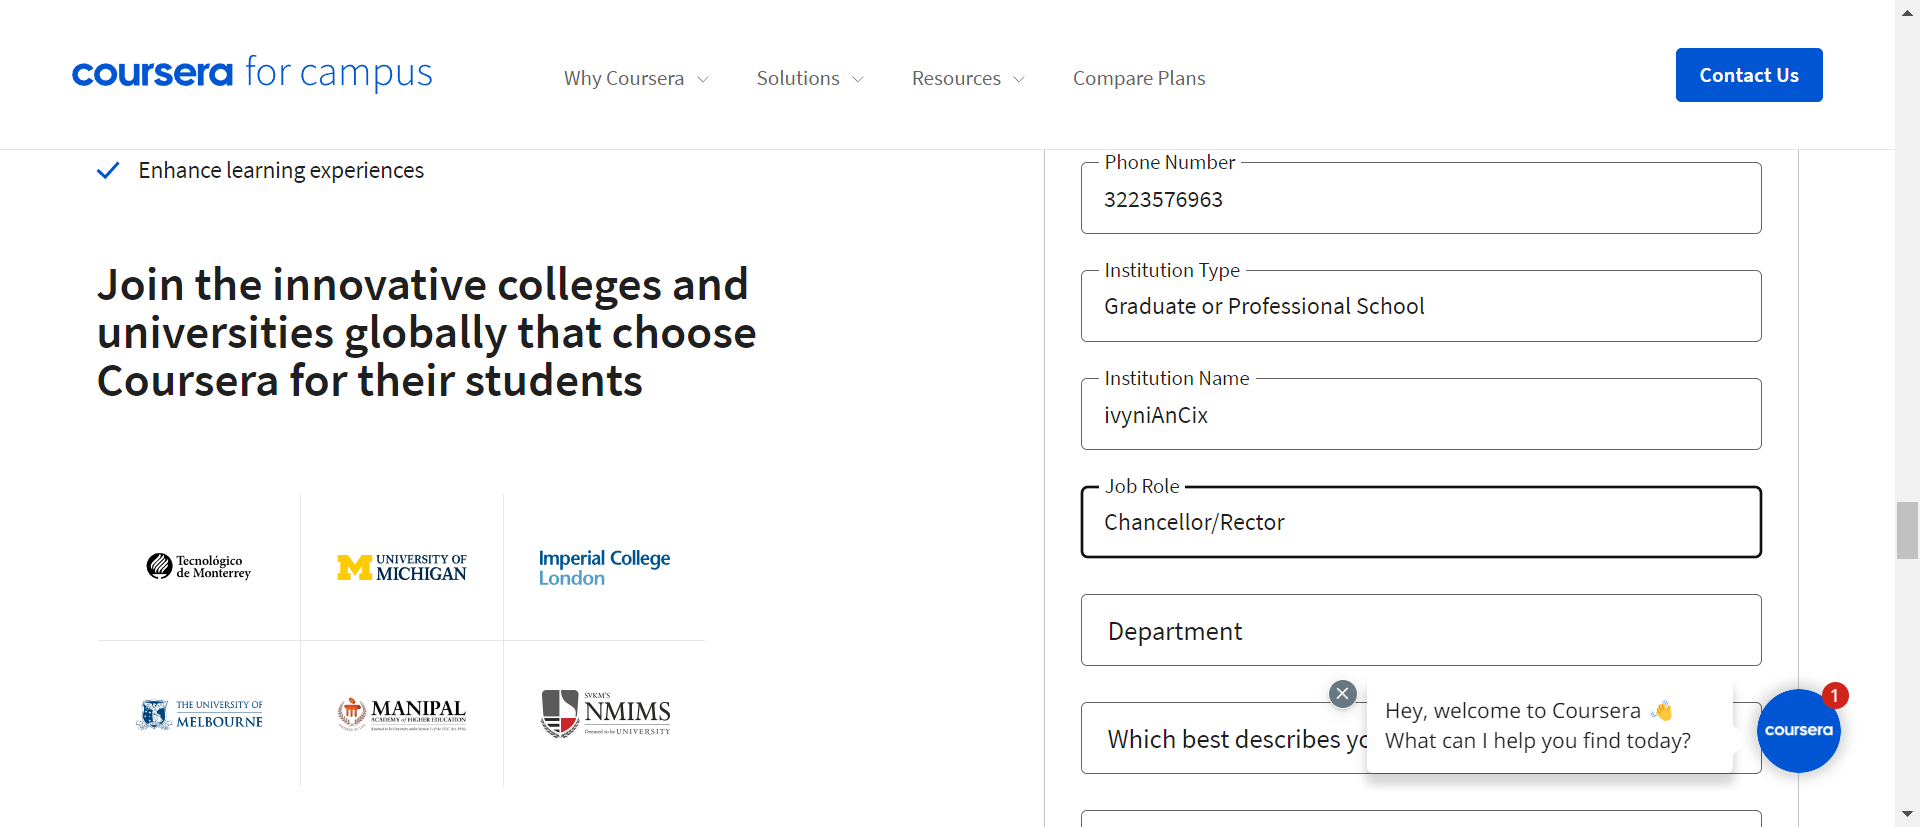 coursera for campus
Why Coursera
Solutions
Resources
Compare Plans
Contact Us
Enhance learning experiences
Join the innovative colleges and
universities globally that choose
Coursera for their students
Tecnológico
de Monterrey
M UNIVERSITY OF
MICHIGAN
Imperial College
London
THE UNIVERSITY OF
MELBOURNE
MANIPAL
ACADEMY of HIGHER EDUCATION
SVKM'S
NMIMS
Deemed to be UNIVERSITY
Phone Number
3223576963
Institution Type
Graduate or Professional School
Institution Name
ivyniAnCix
Job Role
Chancellor/Rector
Department
Which best describes yo
Hey, welcome to Coursera 👋
What can I help you find today?
1
coursera